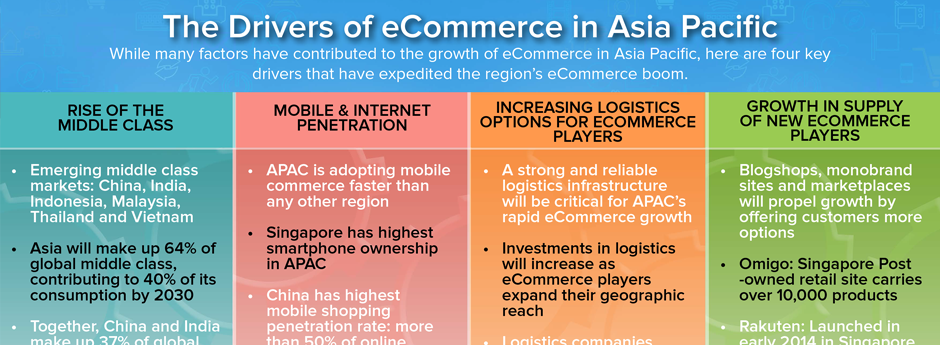 The Drivers of eCommerce in Asia Pacific
While many factors have contributed to the growth of eCommerce in Asia Pacific, here are four key
drivers that have expedited the region's eCommerce boom.
RISE OF THE
MIDDLE CLASS
• Emerging middle class
markets: China, India,
Indonesia, Malaysia,
Thailand and Vietnam
• Asia will make up 64% of
global middle class,
contributing to 40% of its
consumption by 2030
• Together, China and India
make up 37% of global
MOBILE & INTERNET
PENETRATION
• APAC is adopting mobile
commerce faster than
any other region
• Singapore has highest
smartphone ownership
in APAC
• China has highest
mobile shopping
penetration rate: more
than 50% of online
INCREASING LOGISTICS
OPTIONS FOR ECOMMERCE
PLAYERS
• A strong and reliable
logistics infrastructure
will be critical for APAC's
rapid eCommerce growth
• Investments in logistics
will increase as
eCommerce players
expand their geographic
reach
• Logistics companies
GROWTH IN SUPPLY
OF NEW ECOMMERCE
PLAYERS
• Blogshops, monobrand
sites and marketplaces
will propel growth by
offering customers more
options
• Omigo: Singapore Post
-owned retail site carries
over 10,000 products
• Rakuten: Launched in
early 2014 in Singapore